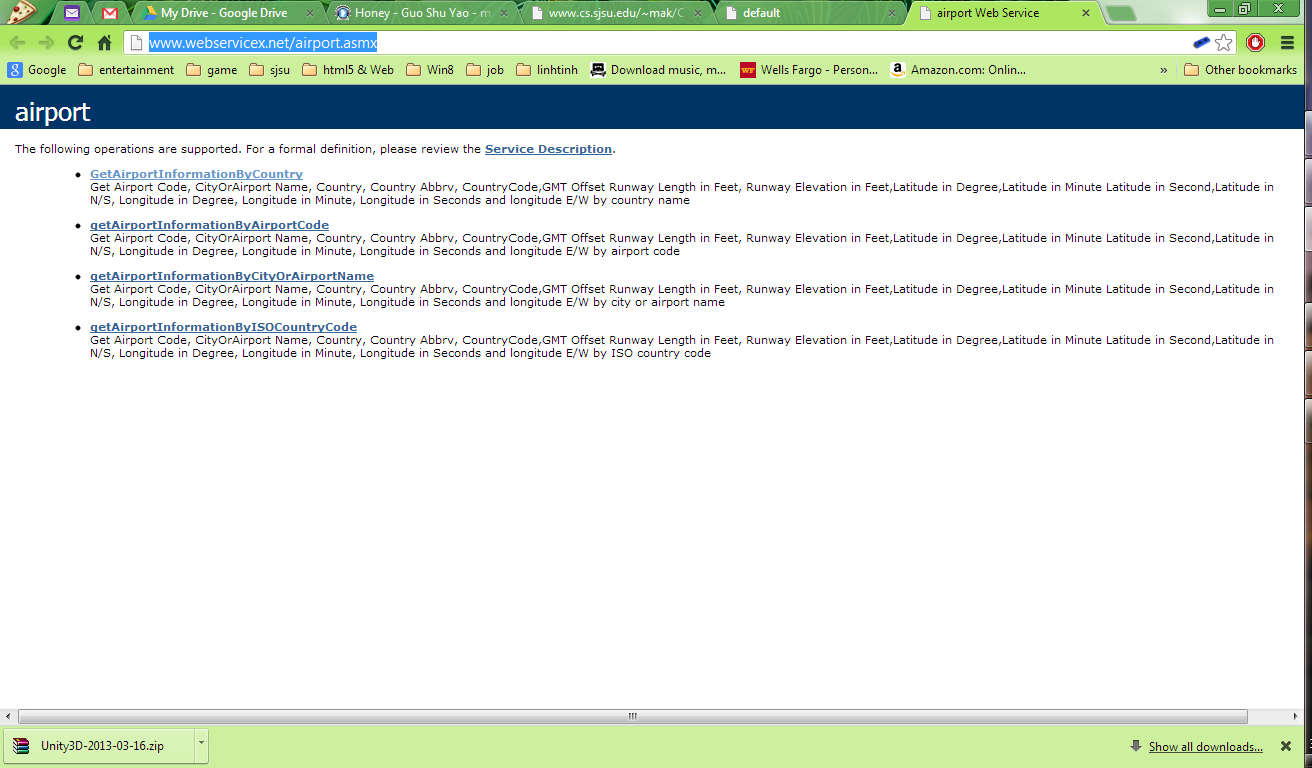 My Drive - Google Drive
Honey - Guo Shu Yao - m
www.cs.sjsu.edu/~mak/C
default
airport Web Service
www.webservicex.net/airport.asmx
Google entertainment game sjsu html5 & Web Win8 job linhtinh Download music, m... WF Wells Fargo - Person... a Amazon.com: Onlin... » Other bookmarks
airport
The following operations are supported. For a formal definition, please review the Service Description.
GetAirportInformationByCountry
Get Airport Code, CityOrAirport Name, Country, Country Abbrv, CountryCode,GMT Offset Runway Length in Feet, Runway Elevation in Feet,Latitude in Degree,Latitude in Minute Latitude in Second,Latitude in
N/S, Longitude in Degree, Longitude in Minute, Longitude in Seconds and longitude E/W by country name
getAirportInformationByAirportCode
Get Airport Code, CityOrAirport Name, Country, Country Abbrv, CountryCode,GMT Offset Runway Length in Feet, Runway Elevation in Feet,Latitude in Degree,Latitude in Minute Latitude in Second,Latitude in
N/S, Longitude in Degree, Longitude in Minute, Longitude in Seconds and longitude E/W by airport code
getAirportInformationByCityOrAirportName
Get Airport Code, CityOrAirport Name, Country, Country Abbrv, CountryCode,GMT Offset Runway Length in Feet, Runway Elevation in Feet,Latitude in Degree,Latitude in Minute Latitude in Second,Latitude in
N/S, Longitude in Degree, Longitude in Minute, Longitude in Seconds and longitude E/W by city or airport name
getAirportInformationByISOCountryCode
Get Airport Code, CityOrAirport Name, Country, Country Abbrv, CountryCode,GMT Offset Runway Length in Feet, Runway Elevation in Feet,Latitude in Degree,Latitude in Minute Latitude in Second,Latitude in
N/S, Longitude in Degree, Longitude in Minute, Longitude in Seconds and longitude E/W by ISO country code
Unity3D-2013-03-16.zip
Show all downloads...